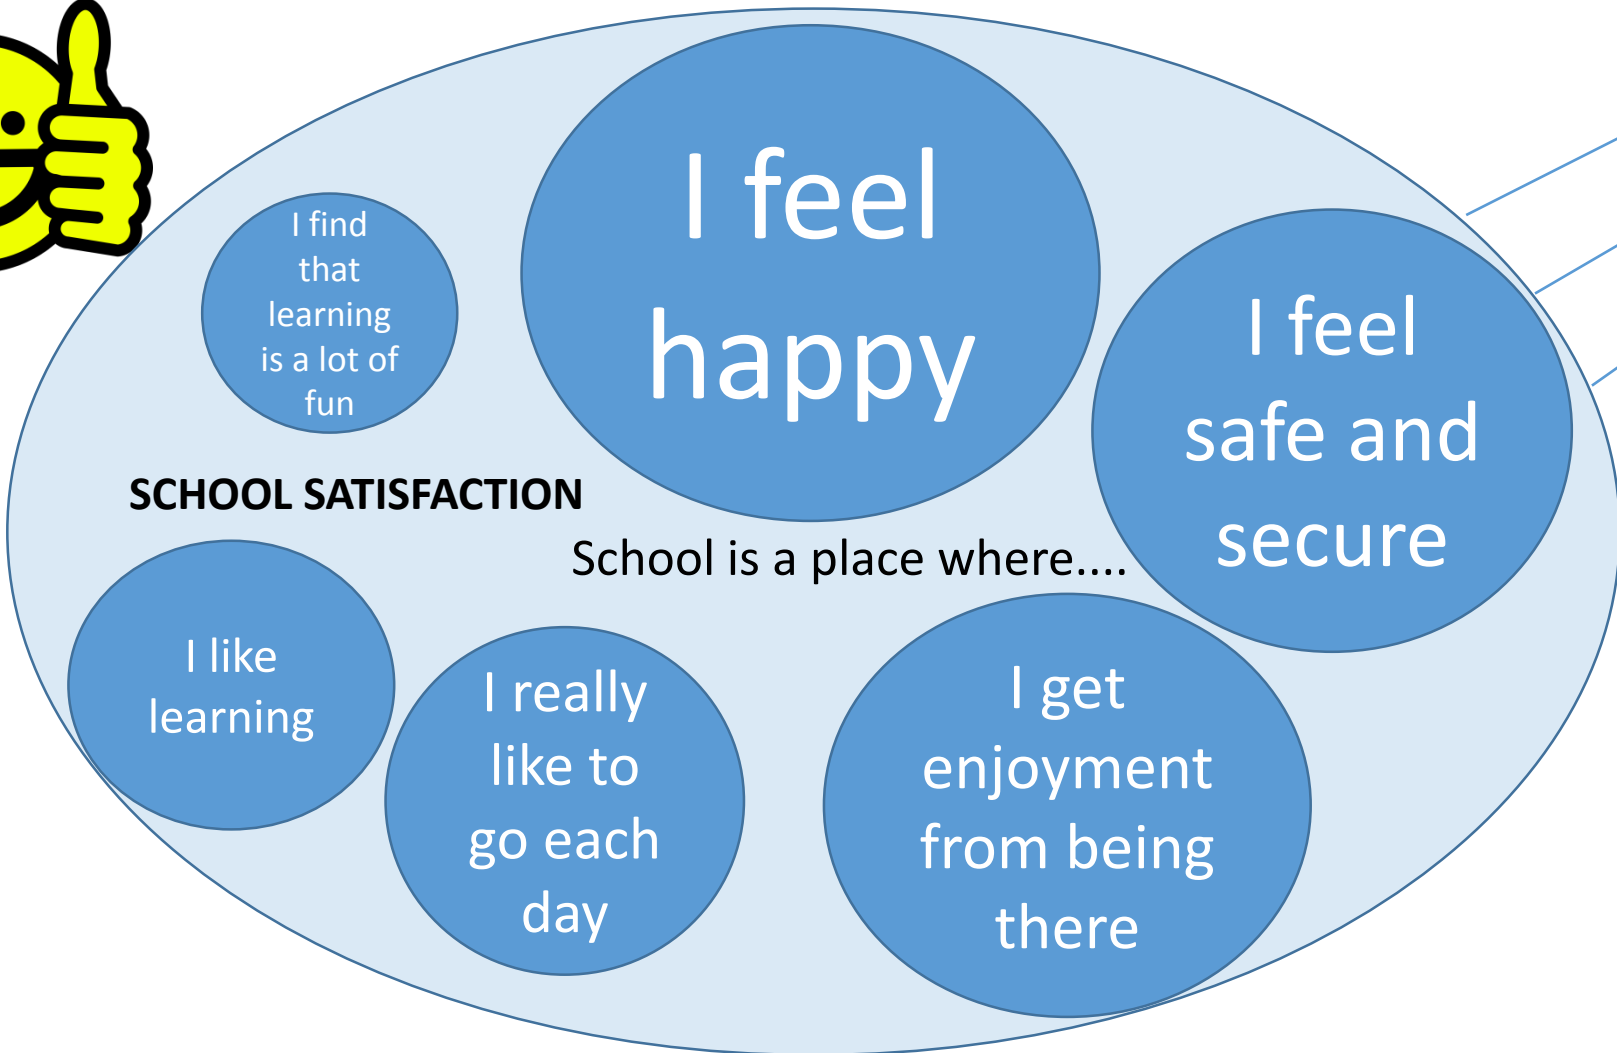 I feel
happy
I find
that
learning
is a lot of
fun
I feel
safe and
secure
SCHOOL SATISFACTION
School is a place where....
I like
learning
I really
like to
go each
day
I get
enjoyment
from being
there